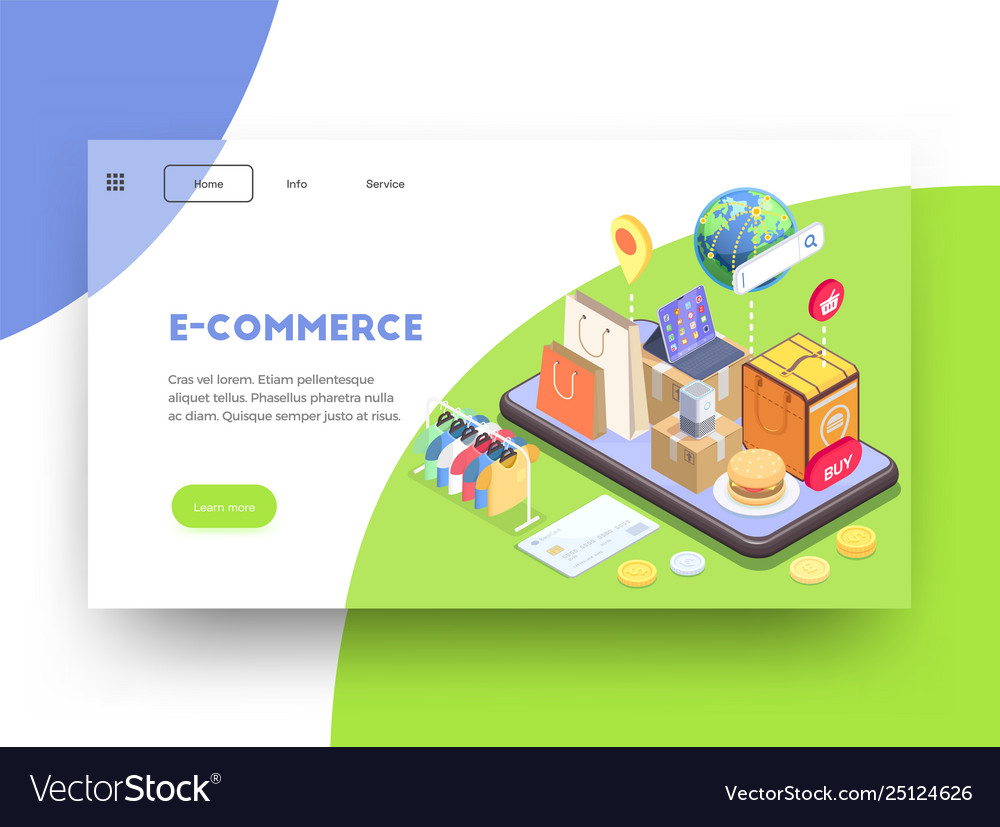 Home Info Service
E-COMMERCE
Cras vel lorem. Etiam pellentesque
aliquet tellus. Phasellus pharetra nulla
ac diam. Quisque semper justo at risus.
Learn more
BUY
VectorStock®
VectorStock.com/25124626